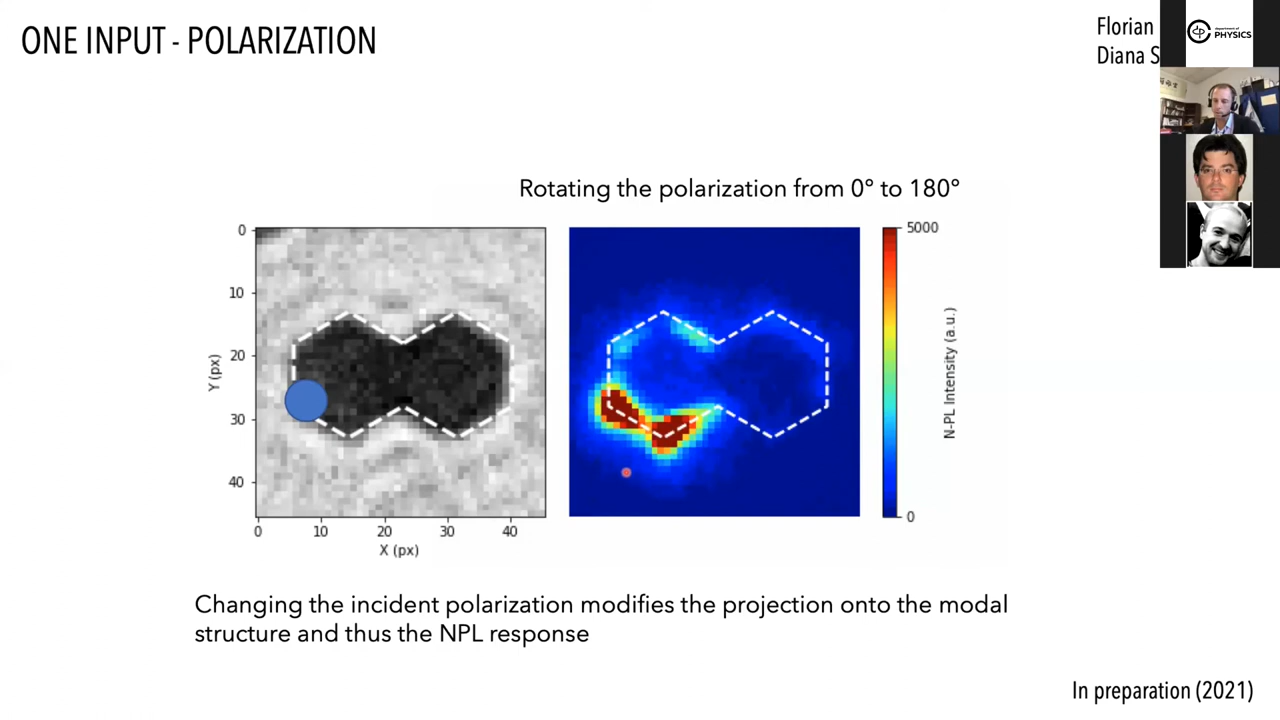 ONE INPUT - POLARIZATION
Florian
Diana S
department of
PHYSICS
Rotating the polarization from 0° to 180°
0
10
20
30
40
Y (px)
0
10
20
30
40
X (px)
5000
0
N-PL Intensity (a.u.)
Changing the incident polarization modifies the projection onto the modal
structure and thus the NPL response
In preparation (2021)